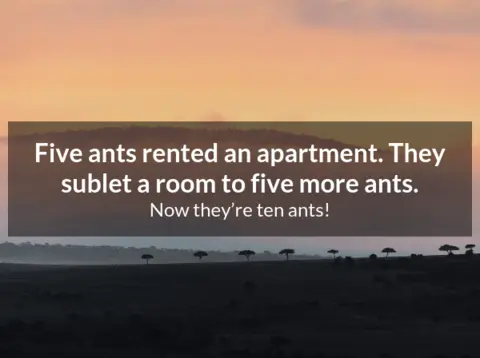 Five ants rented an apartment. They
sublet a room to five more ants.
Now they’re ten ants!